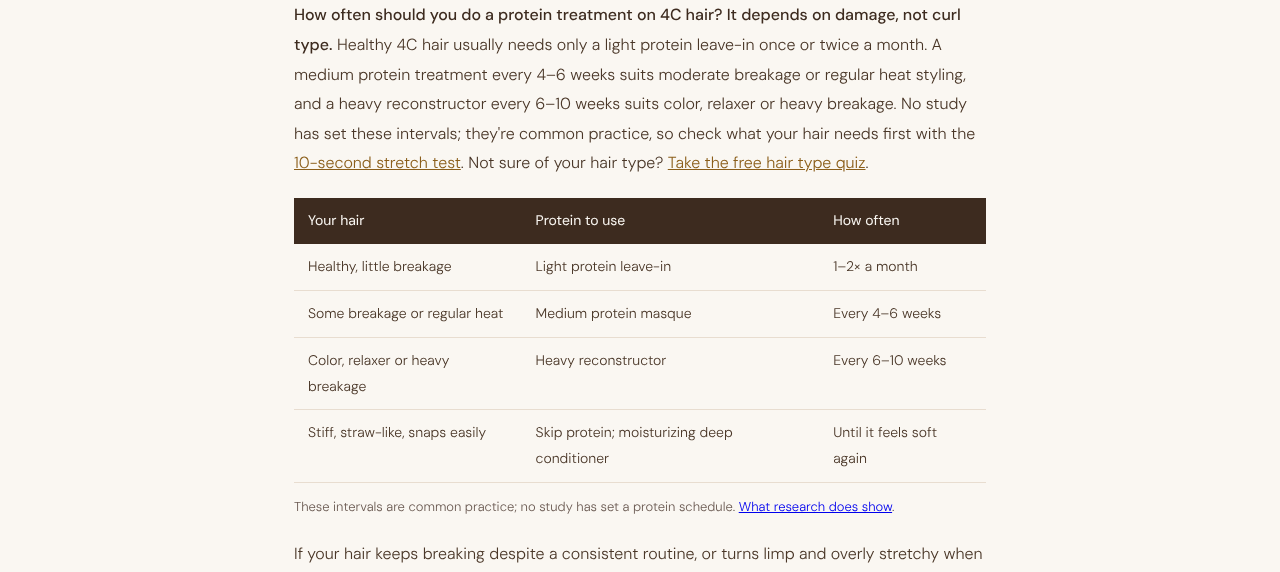 How often should you do a protein treatment on 4C hair? It depends on damage, not curl
type. Healthy 4C hair usually needs only a light protein leave-in once or twice a month. A
medium protein treatment every 4–6 weeks suits moderate breakage or regular heat styling,
and a heavy reconstructor every 6–10 weeks suits color, relaxer or heavy breakage. No study
has set these intervals; they're common practice, so check what your hair needs first with the
10-second stretch test. Not sure of your hair type? Take the free hair type quiz.
Your hair Protein to use How often
Healthy, little breakage Light protein leave-in 1–2× a month
Some breakage or regular heat Medium protein masque Every 4–6 weeks
Color, relaxer or heavy Heavy reconstructor Every 6–10 weeks
breakage
Stiff, straw-like, snaps easily Skip protein; moisturizing deep Until it feels soft
conditioner again
These intervals are common practice; no study has set a protein schedule. What research does show.
If your hair keeps breaking despite a consistent routine, or turns limp and overly stretchy when